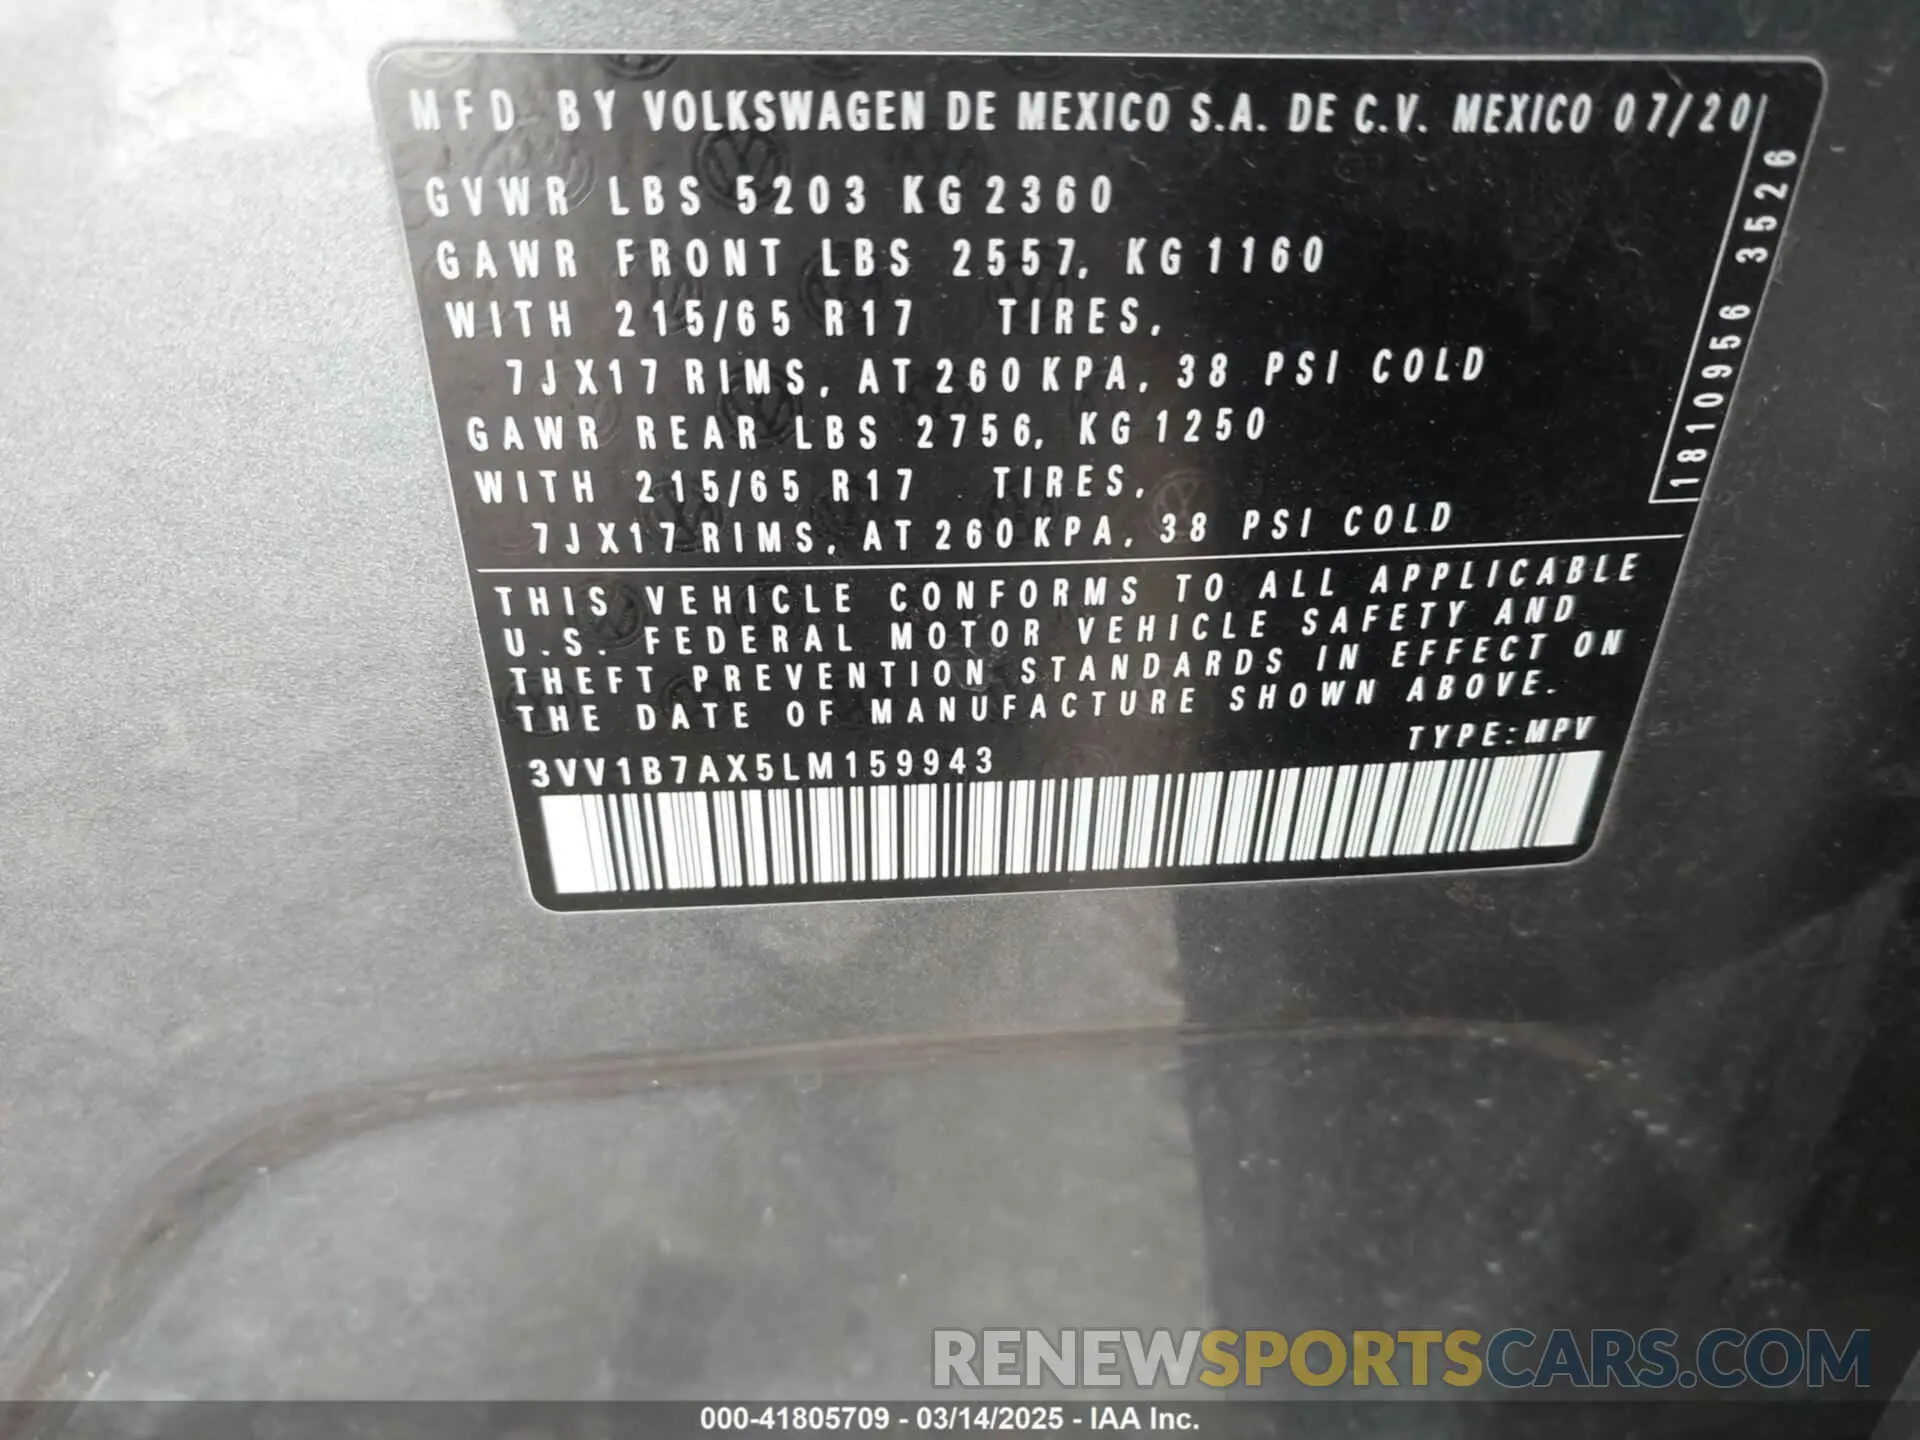 MFD BY VOLKSWAGEN DE MEXICO S.A. DE C.V. MEXICO 07/20
GVWR LBS 5203 KG 2360
GAWR FRONT LBS 2557, KG 1160
WITH 215/65 R17 TIRES,
7JX17 RIMS, AT 260 KPA, 38 PSI COLD
GAWR REAR LBS 2756, KG 1250
WITH 215/65 R17 TIRES,
7JX17 RIMS, AT 260 KPA, 38 PSI COLD
1810956 3526
THIS VEHICLE CONFORMS TO ALL APPLICABLE
U.S. FEDERAL MOTOR VEHICLE SAFETY AND
THEFT PREVENTION STANDARDS IN EFFECT ON
THE DATE OF MANUFACTURE SHOWN ABOVE.
TYPE:MPV
3VV1B7AX5LM159943
RENEWSPORTSCARS.COM
000-41805709 - 03/14/2025 - IAA Inc.